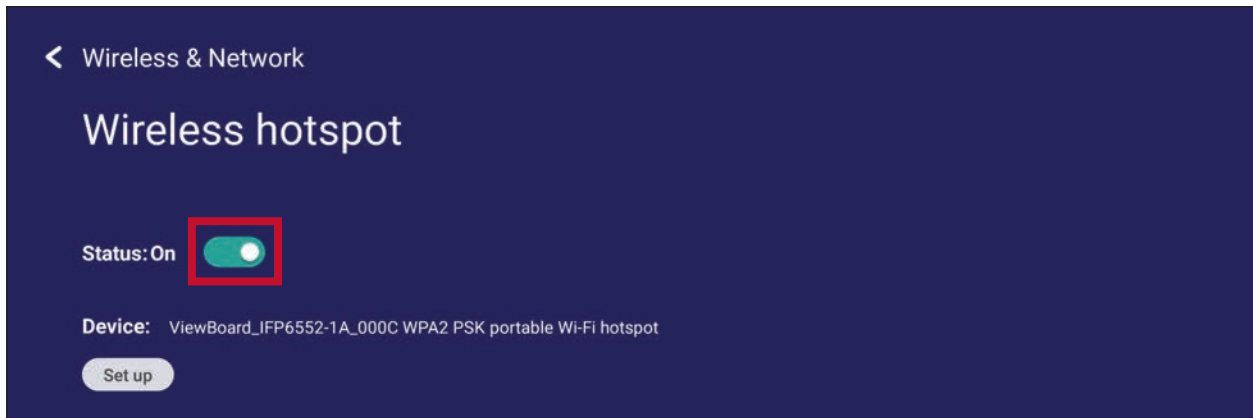 Wireless & Network
Wireless hotspot
Status: On
Device: ViewBoard_IFP6552-1A_000C WPA2 PSK portable Wi-Fi hotspot
Set up